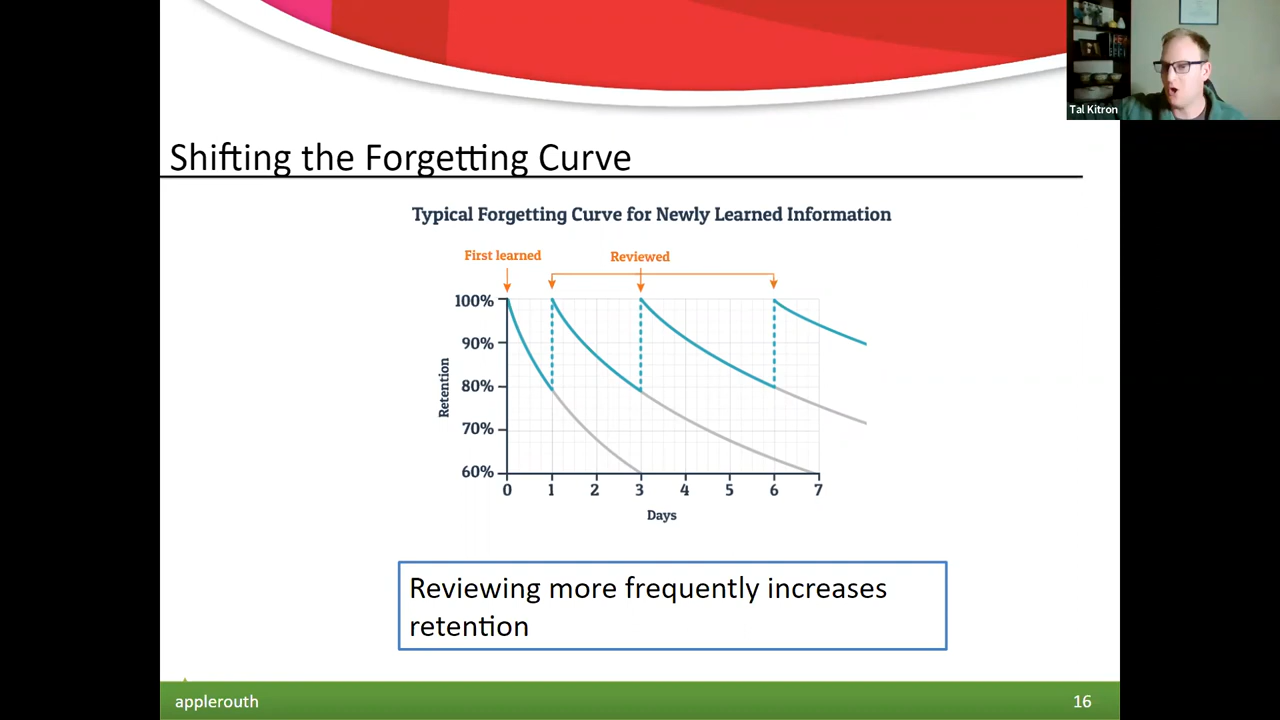 Tal Kitron
Shifting the Forgetting Curve
Typical Forgetting Curve for Newly Learned Information
First learned
Reviewed
100%
90%
80%
70%
60%
Retention
0 1 2 3 4 5 6 7
Days
Reviewing more frequently increases
retention
applerouth
16